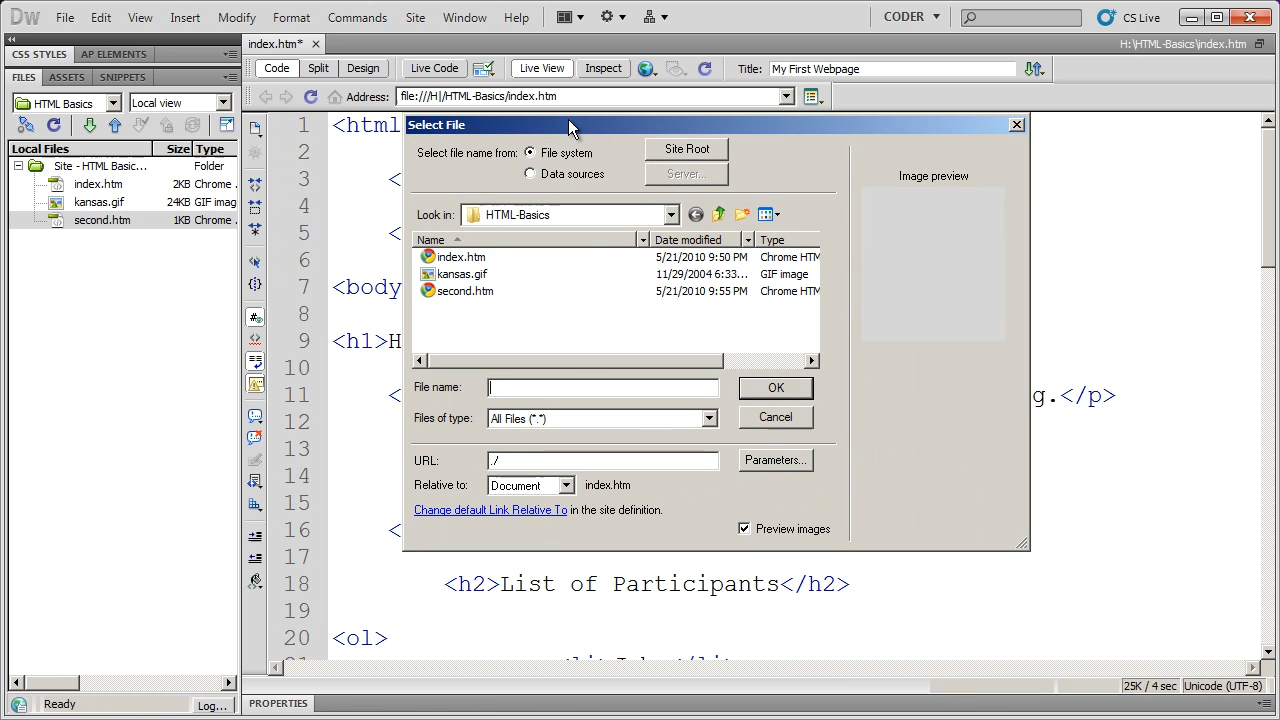 Dw File Edit View Insert Modify Format Commands Site Window Help CODER CS Live
CSS STYLES AP ELEMENTS index.htm* H:\HTML-Basics\index.htm
FILES ASSETS SNIPPETS Code Split Design Live Code Live View Inspect Title: My First Webpage
HTML Basics Local view Address: file:///H|/HTML-Basics/index.htm
Local Files Size Type
Site - HTML Basic... Folder
index.htm 2KB Chrome
kansas.gif 24KB GIF imag
second.htm 1KB Chrome
1 <html
2
3 <
4
5 <
6
7 <body
8
9 <h1>H
10
11 < g.</p>
12
13
14
15
16 <
17
18 <h2>List of Participants</h2>
19
20 <ol>
Select File
Select file name from: File system Site Root
Data sources Server...
Look in: HTML-Basics
Name Date modified Type
index.htm 5/21/2010 9:50 PM Chrome HTM
kansas.gif 11/29/2004 6:33... GIF image
second.htm 5/21/2010 9:55 PM Chrome HTM
File name: OK
Files of type: All Files (*.*) Cancel
URL: ./ Parameters...
Relative to: Document index.htm
Change default Link Relative To in the site definition.
Preview images
Image preview
Ready Log...
25K / 4 sec Unicode (UTF-8)
PROPERTIES